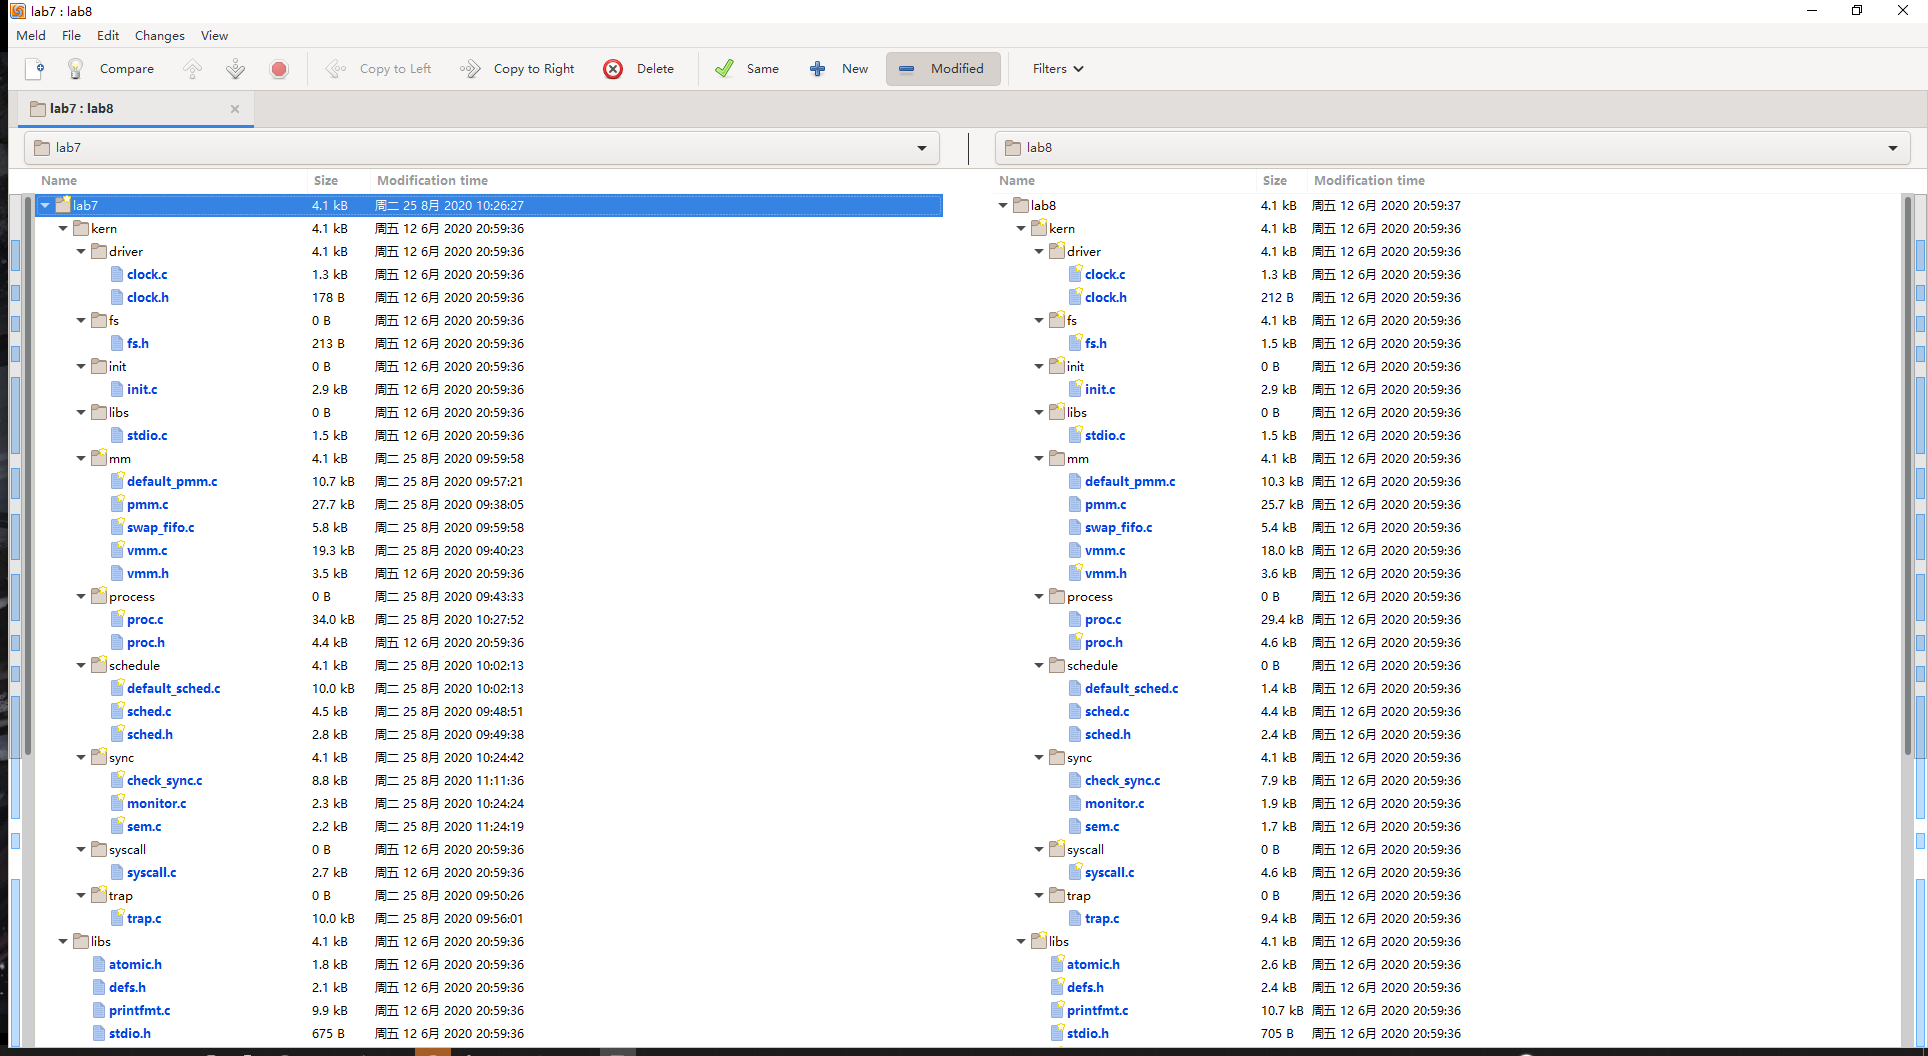 lab7 : lab8
Meld File Edit Changes View
Compare Copy to Left Copy to Right Delete Same New Modified Filters
lab7 : lab8
lab7 lab8
Name Size Modification time Name Size Modification time
lab7 4.1 kB 周二 25 8月 2020 10:26:27 lab8 4.1 kB 周五 12 6月 2020 20:59:37
kern 4.1 kB 周五 12 6月 2020 20:59:36 kern 4.1 kB 周五 12 6月 2020 20:59:36
driver 4.1 kB 周五 12 6月 2020 20:59:36 driver 4.1 kB 周五 12 6月 2020 20:59:36
clock.c 1.3 kB 周五 12 6月 2020 20:59:36 clock.c 1.3 kB 周五 12 6月 2020 20:59:36
clock.h 178 B 周五 12 6月 2020 20:59:36 clock.h 212 B 周五 12 6月 2020 20:59:36
fs 0 B 周五 12 6月 2020 20:59:36 fs 4.1 kB 周五 12 6月 2020 20:59:36
fs.h 213 B 周五 12 6月 2020 20:59:36 fs.h 1.5 kB 周五 12 6月 2020 20:59:36
init 0 B 周五 12 6月 2020 20:59:36 init 0 B 周五 12 6月 2020 20:59:36
init.c 2.9 kB 周五 12 6月 2020 20:59:36 init.c 2.9 kB 周五 12 6月 2020 20:59:36
libs 0 B 周五 12 6月 2020 20:59:36 libs 0 B 周五 12 6月 2020 20:59:36
stdio.c 1.5 kB 周五 12 6月 2020 20:59:36 stdio.c 1.5 kB 周五 12 6月 2020 20:59:36
mm 4.1 kB 周二 25 8月 2020 09:59:58 mm 4.1 kB 周五 12 6月 2020 20:59:36
default_pmm.c 10.7 kB 周二 25 8月 2020 09:57:21 default_pmm.c 10.3 kB 周五 12 6月 2020 20:59:36
pmm.c 27.7 kB 周二 25 8月 2020 09:38:05 pmm.c 25.7 kB 周五 12 6月 2020 20:59:36
swap_fifo.c 5.8 kB 周二 25 8月 2020 09:59:58 swap_fifo.c 5.4 kB 周五 12 6月 2020 20:59:36
vmm.c 19.3 kB 周二 25 8月 2020 09:40:23 vmm.c 18.0 kB 周五 12 6月 2020 20:59:36
vmm.h 3.5 kB 周五 12 6月 2020 20:59:36 vmm.h 3.6 kB 周五 12 6月 2020 20:59:36
process 0 B 周二 25 8月 2020 09:43:33 process 0 B 周五 12 6月 2020 20:59:36
proc.c 34.0 kB 周二 25 8月 2020 10:27:52 proc.c 29.4 kB 周五 12 6月 2020 20:59:36
proc.h 4.4 kB 周五 12 6月 2020 20:59:36 proc.h 4.6 kB 周五 12 6月 2020 20:59:36
schedule 4.1 kB 周二 25 8月 2020 10:02:13 schedule 0 B 周五 12 6月 2020 20:59:36
default_sched.c 10.0 kB 周二 25 8月 2020 10:02:13 default_sched.c 1.4 kB 周五 12 6月 2020 20:59:36
sched.c 4.5 kB 周二 25 8月 2020 09:48:51 sched.c 4.4 kB 周五 12 6月 2020 20:59:36
sched.h 2.8 kB 周二 25 8月 2020 09:49:38 sched.h 2.4 kB 周五 12 6月 2020 20:59:36
sync 4.1 kB 周二 25 8月 2020 10:24:42 sync 4.1 kB 周五 12 6月 2020 20:59:36
check_sync.c 8.8 kB 周二 25 8月 2020 11:11:36 check_sync.c 7.9 kB 周五 12 6月 2020 20:59:36
monitor.c 2.3 kB 周二 25 8月 2020 10:24:24 monitor.c 1.9 kB 周五 12 6月 2020 20:59:36
sem.c 2.2 kB 周二 25 8月 2020 11:24:19 sem.c 1.7 kB 周五 12 6月 2020 20:59:36
syscall 0 B 周五 12 6月 2020 20:59:36 syscall 0 B 周五 12 6月 2020 20:59:36
syscall.c 2.7 kB 周五 12 6月 2020 20:59:36 syscall.c 4.6 kB 周五 12 6月 2020 20:59:36
trap 0 B 周二 25 8月 2020 09:50:26 trap 0 B 周五 12 6月 2020 20:59:36
trap.c 10.0 kB 周二 25 8月 2020 09:56:01 trap.c 9.4 kB 周五 12 6月 2020 20:59:36
libs 4.1 kB 周五 12 6月 2020 20:59:36 libs 4.1 kB 周五 12 6月 2020 20:59:36
atomic.h 1.8 kB 周五 12 6月 2020 20:59:36 atomic.h 2.6 kB 周五 12 6月 2020 20:59:36
defs.h 2.1 kB 周五 12 6月 2020 20:59:36 defs.h 2.4 kB 周五 12 6月 2020 20:59:36
printfmt.c 9.9 kB 周五 12 6月 2020 20:59:36 printfmt.c 10.7 kB 周五 12 6月 2020 20:59:36
stdio.h 675 B 周五 12 6月 2020 20:59:36 stdio.h 705 B 周五 12 6月 2020 20:59:36